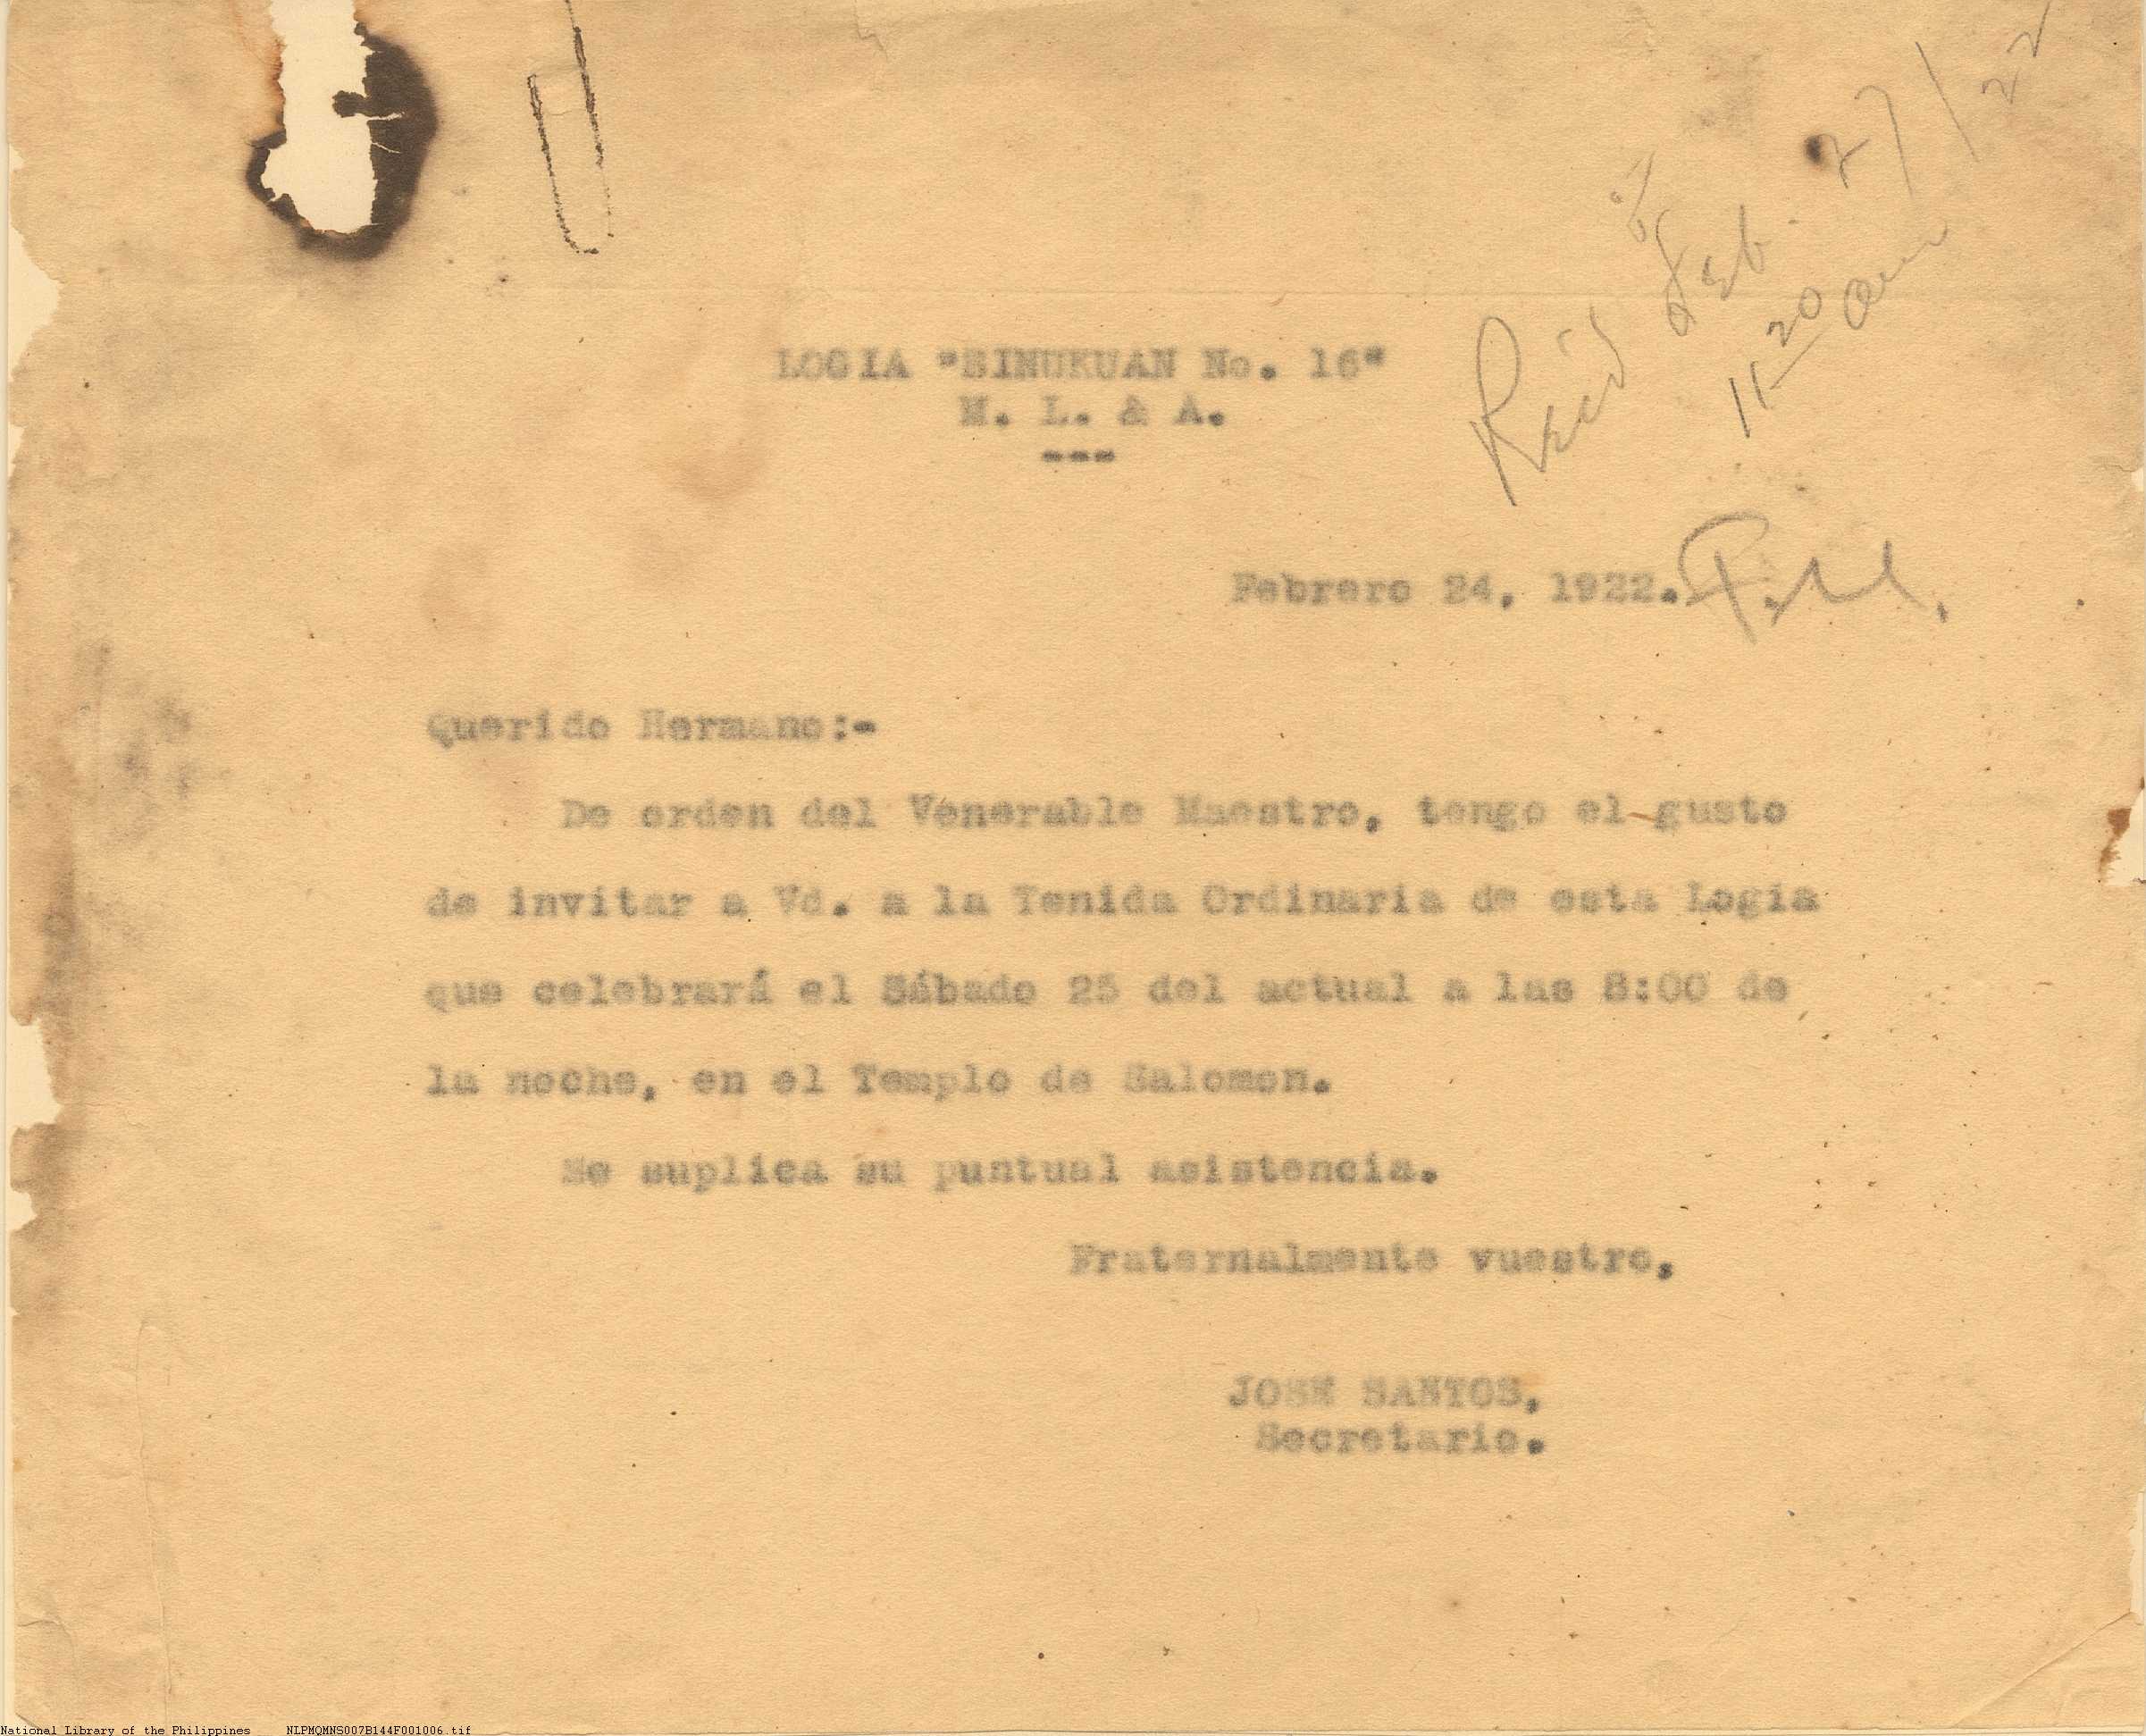 Rec'd Feb. 27/22
11 20 am
LOGIA "SINUKUAN No. 16"
M. L. & A.
---
Febrero 24, 1922.
Querido Hermano:-
De orden del Venerable Maestro, tengo el gusto
de invitar a Vd. a la Tenida Ordinaria de esta Logia
que celebrará el Sábado 25 del actual a las 8:00 de
la noche, en el Templo de Salomon.
Se suplica su puntual asistencia.
Fraternalmente vuestro,
JOSE SANTOS,
Secretario.
National Library of the Philippines NLPMQMNS007B144F001006.tif